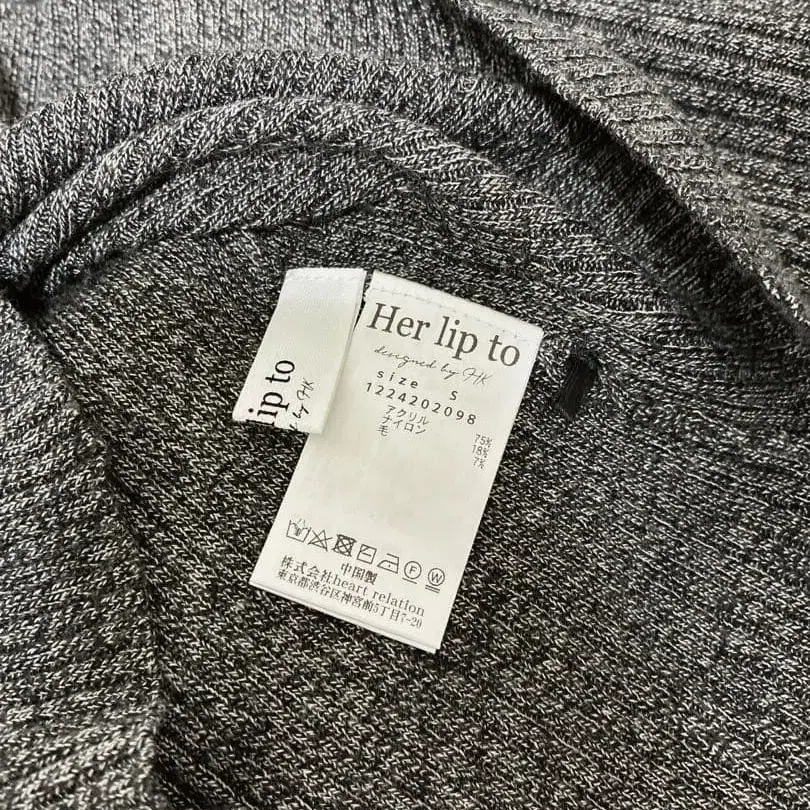 Her lip to
designed by HK
size S
1224202098
アクリル 75%
ナイロン 18%
毛 7%
F W
中国製
株式会社heart relation
東京都渋谷区神宮前5丁目7-20
lip to
by HK